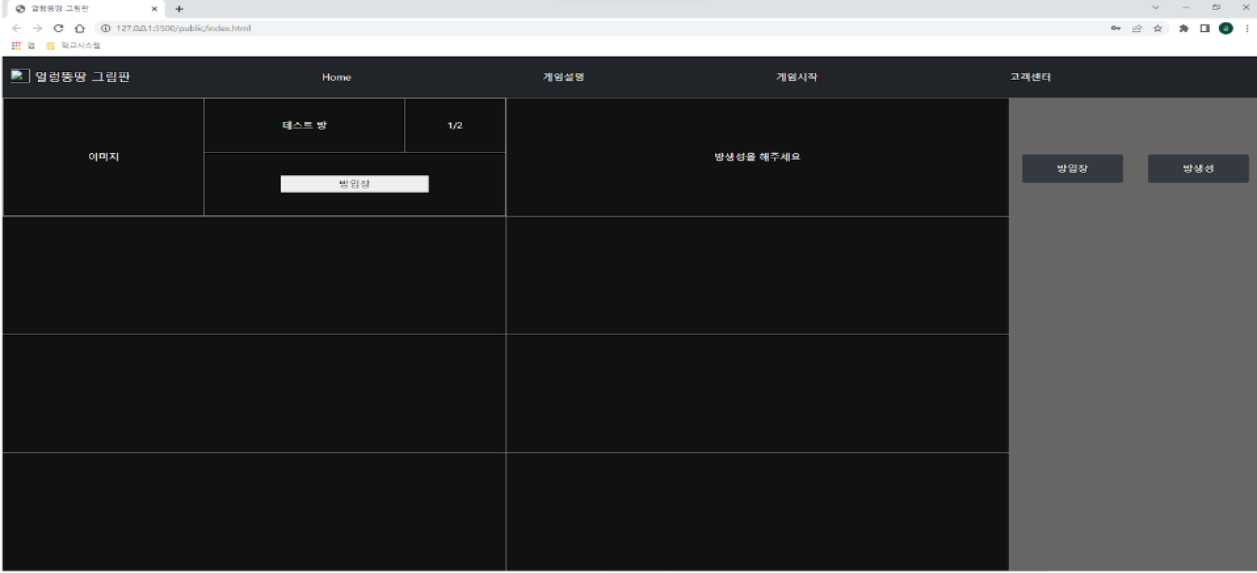 열렁뚱땅 그림판
127.0.0.1:5500/public/index.html
앱 학교시스템
열렁뚱땅 그림판 Home 게임설명 게임시작 고객센터
이미지 테스트 방 1/2 방생성을 해주세요
방입장
방입장 방생성